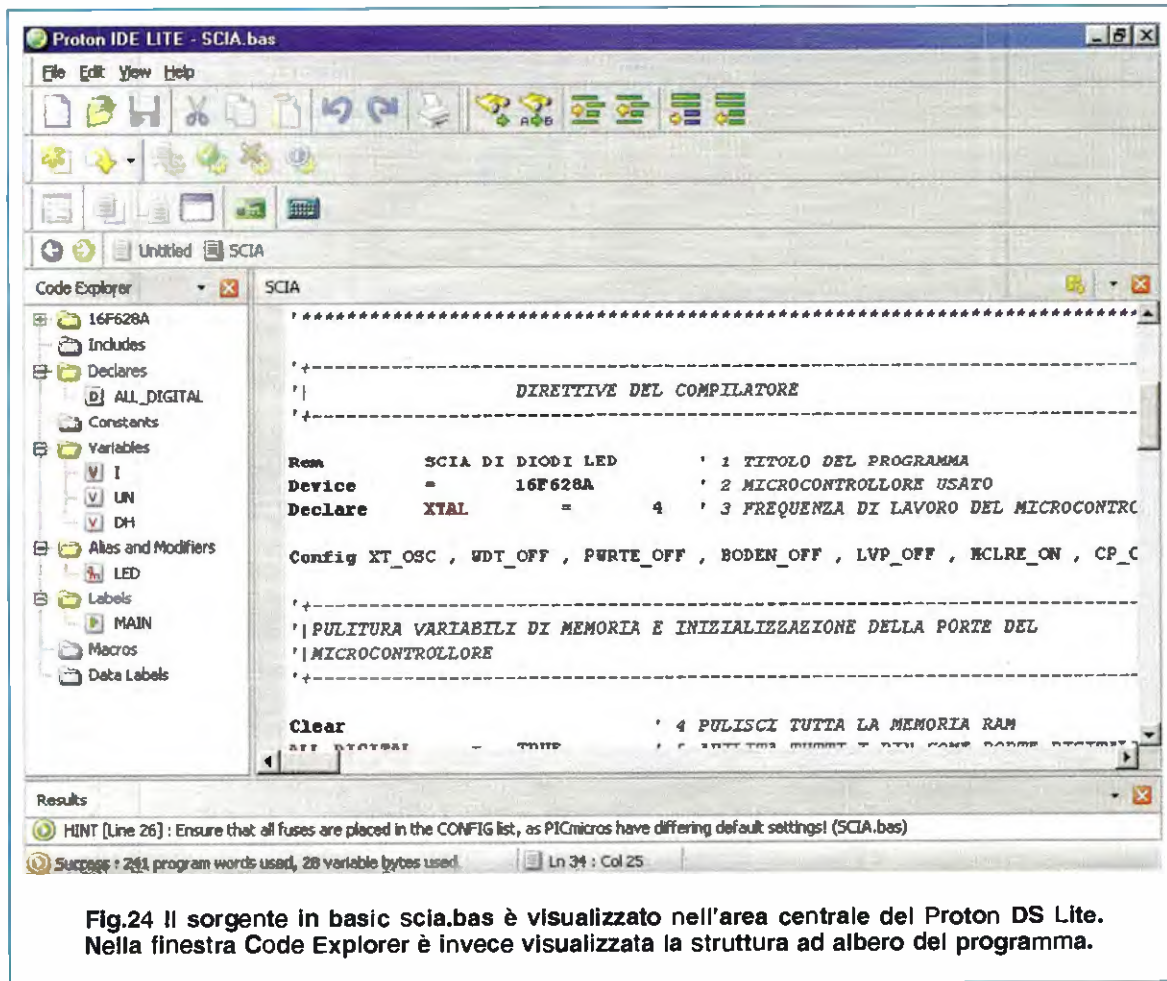 Proton IDE LITE - SCIA.bas
File Edit View Help
Untitled SCIA
Code Explorer
16F628A
Includes
Declares
ALL_DIGITAL
Constants
Variables
I
UN
DH
Alias and Modifiers
LED
Labels
MAIN
Macros
Data Labels
SCIA
'****************************************************************************
'+---------------------------------------------------------------------------
'| DIRETTIVE DEL COMPILATORE
'+---------------------------------------------------------------------------
Rem SCIA DI DIODI LED ' 1 TITOLO DEL PROGRAMMA
Device = 16F628A ' 2 MICROCONTROLLORE USATO
Declare XTAL = 4 ' 3 FREQUENZA DI LAVORO DEL MICROCONTRO
Config XT_OSC , WDT_OFF , PWRTE_OFF , BODEN_OFF , LVP_OFF , MCLRE_ON , CP_O
'+---------------------------------------------------------------------------
'|PULITURA VARIABILI DI MEMORIA E INIZIALIZZAZIONE DELLA PORTE DEL
'|MICROCONTROLLORE
'+---------------------------------------------------------------------------
Clear ' 4 PULISCI TUTTA LA MEMORIA RAM
ALL_DIGITAL = TRUE
Results
HINT [Line 26] : Ensure that all fuses are placed in the CONFIG list, as PICmicros have differing default settings! (SCIA.bas)
Success : 241 program words used, 28 variable bytes used Ln 34 : Col 25
Fig.24 Il sorgente in basic scia.bas è visualizzato nell'area centrale del Proton DS Lite.
Nella finestra Code Explorer è invece visualizzata la struttura ad albero del programma.